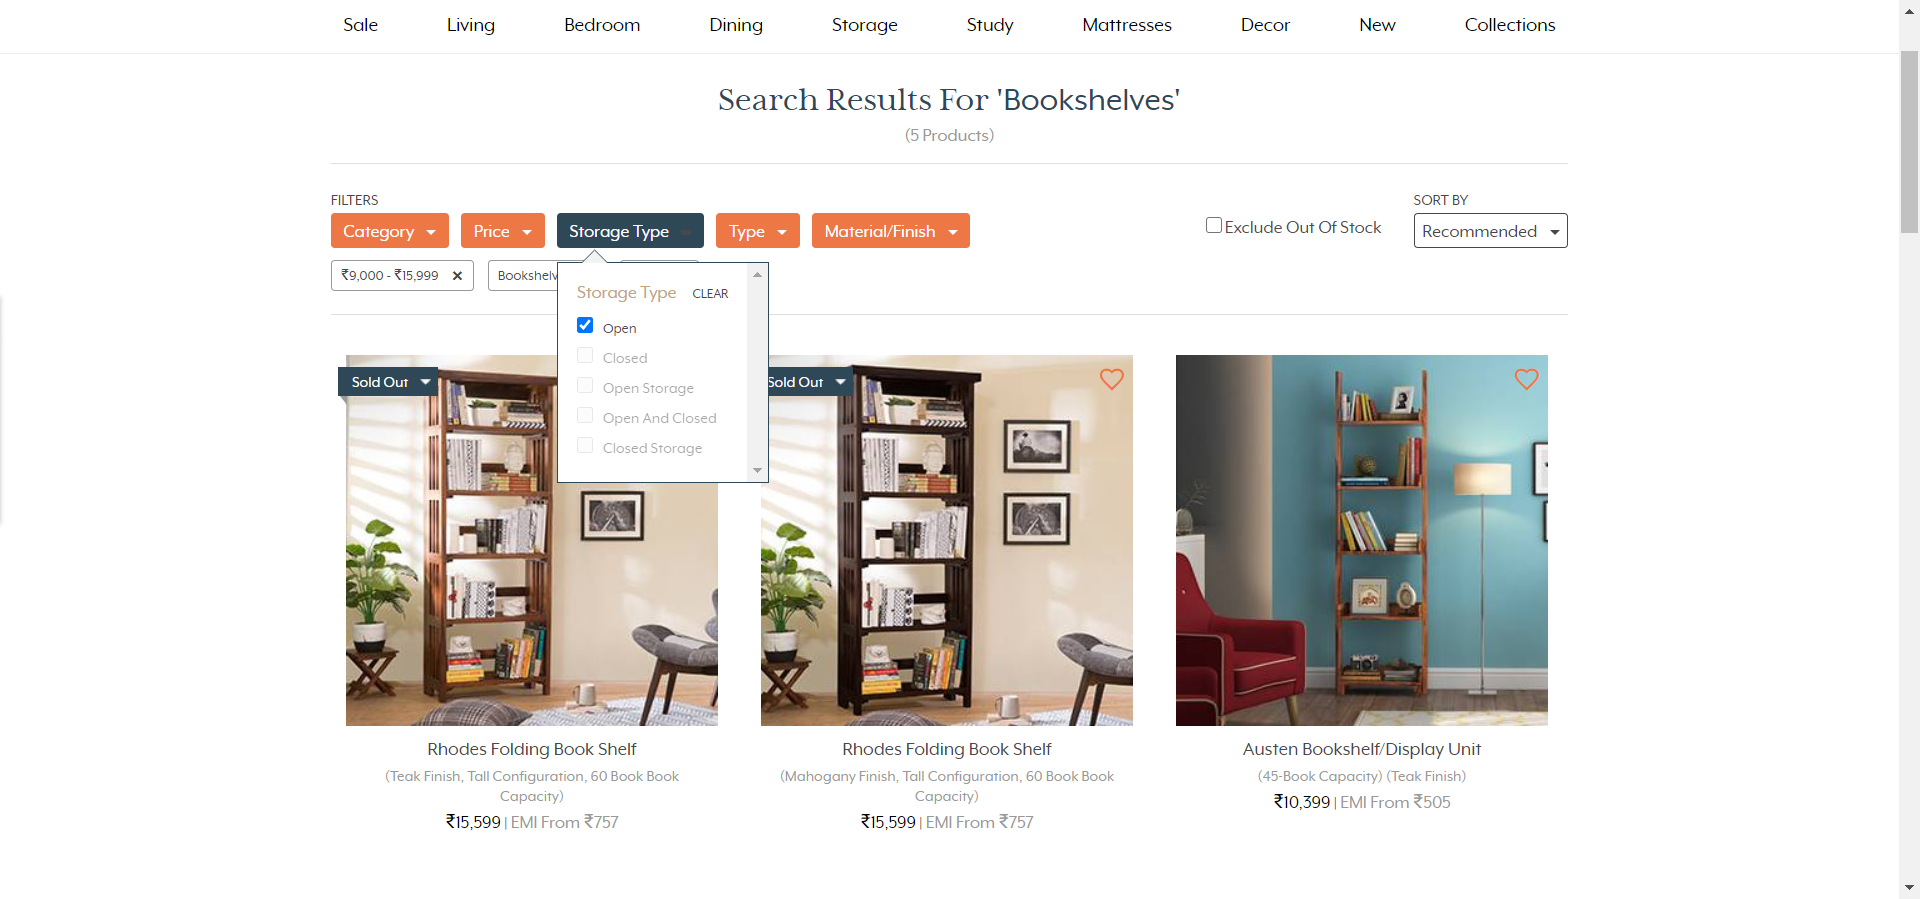 Sale Living Bedroom Dining Storage Study Mattresses Decor New Collections
Search Results For 'Bookshelves'
(5 Products)
FILTERS
Category Price Storage Type Type Material/Finish
Exclude Out Of Stock
SORT BY
Recommended
₹9,000 - ₹15,999 ✕
Storage Type CLEAR
Open
Closed
Open Storage
Open And Closed
Closed Storage
Sold Out
Sold Out
Rhodes Folding Book Shelf
(Teak Finish, Tall Configuration, 60 Book Book
Capacity)
₹15,599 | EMI From ₹757
Rhodes Folding Book Shelf
(Mahogany Finish, Tall Configuration, 60 Book Book
Capacity)
₹15,599 | EMI From ₹757
Austen Bookshelf/Display Unit
(45-Book Capacity) (Teak Finish)
₹10,399 | EMI From ₹505